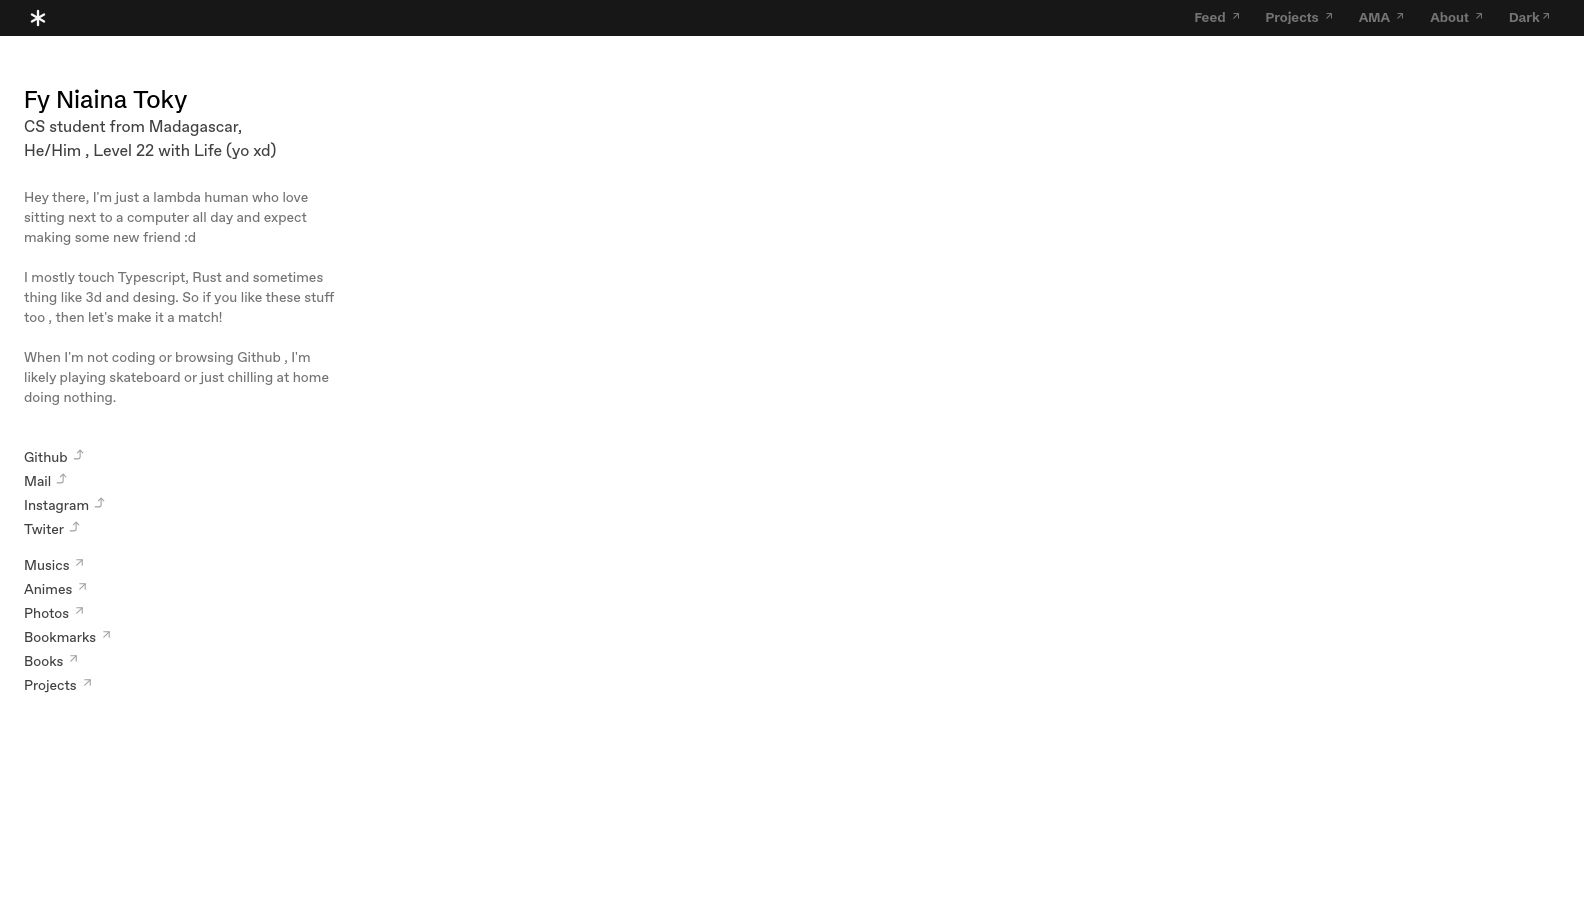 Feed Projects AMA About Dark
Fy Niaina Toky
CS student from Madagascar,
He/Him , Level 22 with Life (yo xd)
Hey there, I'm just a lambda human who love
sitting next to a computer all day and expect
making some new friend :d
I mostly touch Typescript, Rust and sometimes
thing like 3d and desing. So if you like these stuff
too , then let's make it a match!
When I'm not coding or browsing Github , I'm
likely playing skateboard or just chilling at home
doing nothing.
Github
Mail
Instagram
Twiter
Musics
Animes
Photos
Bookmarks
Books
Projects